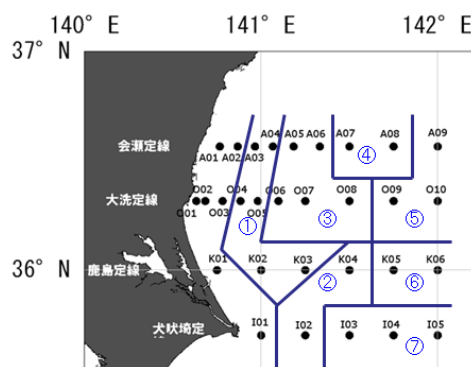 140° E 141° E 142° E
37° N
会瀬定線
A01 A02 A03 A04 A05 A06 A07 A08 A09
④
大洗定線
O01 O02 O03 O04 O05 O06 O07 O08 O09 O10
① ③ ⑤
36° N
鹿島定線
K01 K02 K03 K04 K05 K06
② ⑥
犬吠埼定
I01 I02 I03 I04 I05
⑦